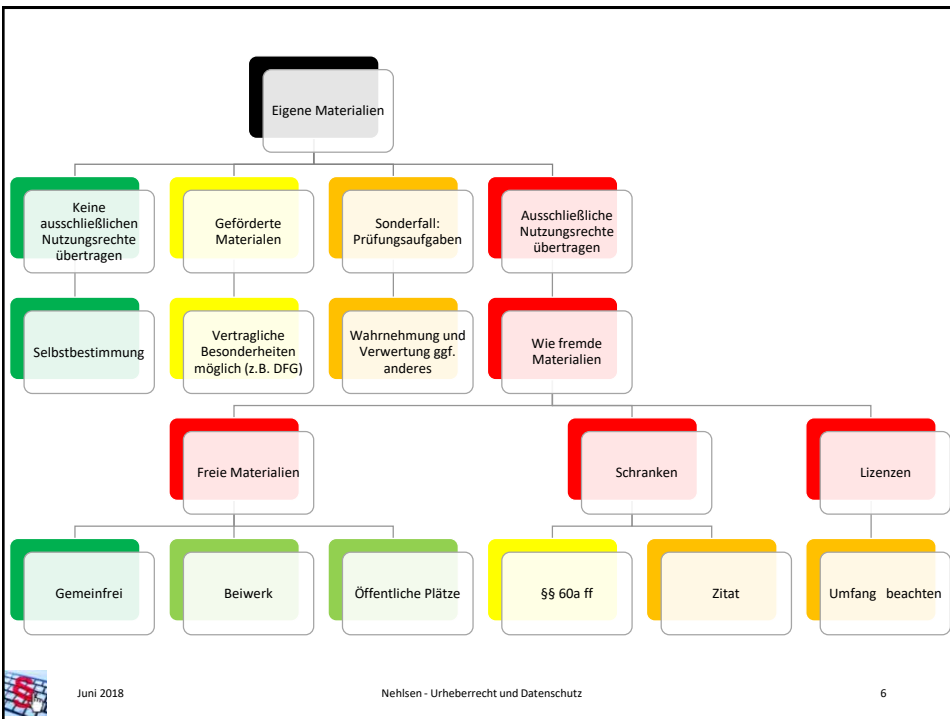 Eigene Materialien
Keine
ausschließlichen
Nutzungsrechte
übertragen
Geförderte
Materialen
Sonderfall:
Prüfungsaufgaben
Ausschließliche
Nutzungsrechte
übertragen
Selbstbestimmung
Vertragliche
Besonderheiten
möglich (z.B. DFG)
Wahrnehmung und
Verwertung ggf.
anderes
Wie fremde
Materialien
Freie Materialien
Schranken
Lizenzen
Gemeinfrei
Beiwerk
Öffentliche Plätze
§§ 60a ff
Zitat
Umfang beachten
§
Juni 2018
Nehlsen - Urheberrecht und Datenschutz
6